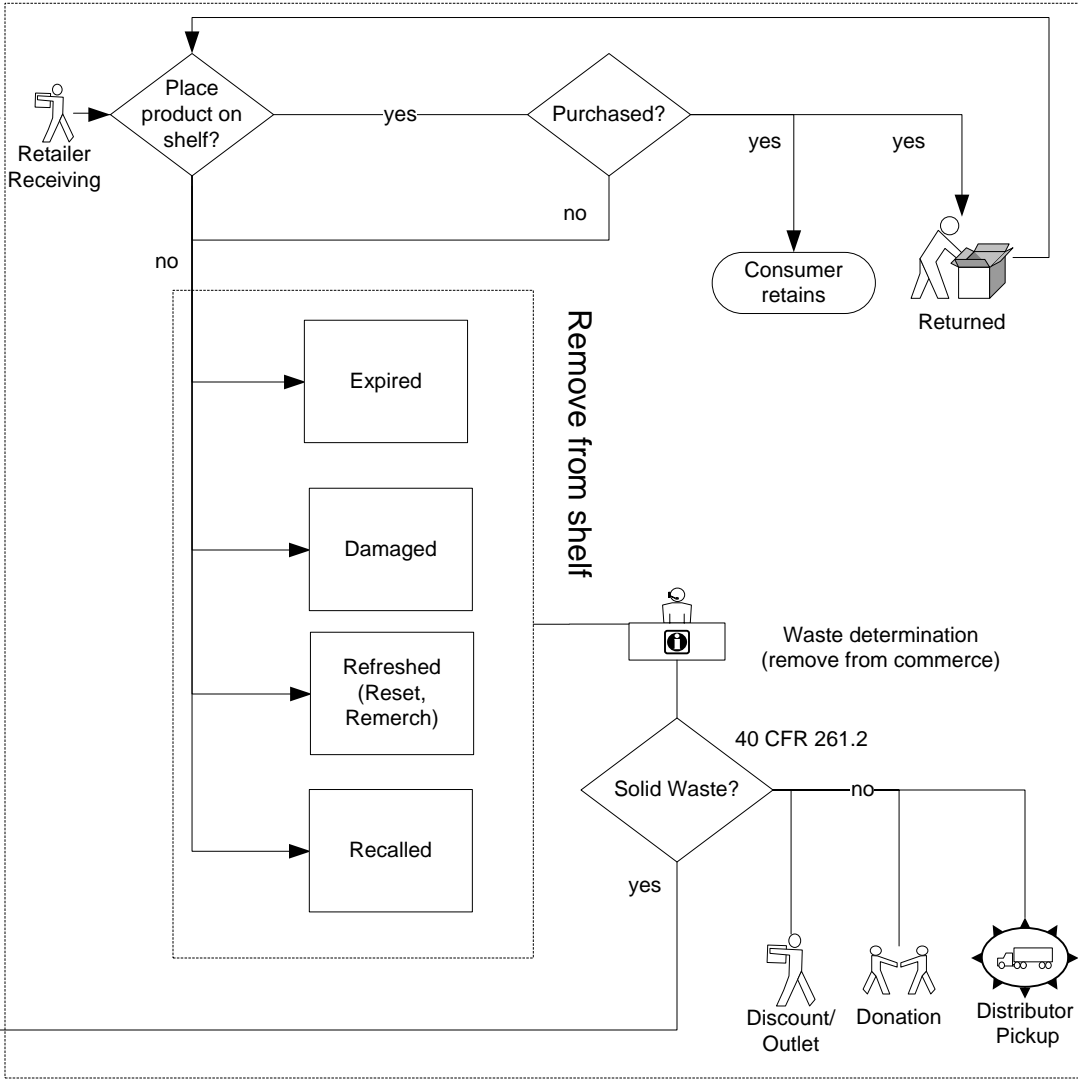 Place
product on
shelf?
yes
Purchased?
yes
yes
Retailer
Receiving
no
no
Consumer
retains
Returned
Remove from shelf
Expired
Damaged
Refreshed
(Reset,
Remerch)
Recalled
Waste determination
(remove from commerce)
40 CFR 261.2
Solid Waste?
no
yes
Discount/
Outlet
Donation
Distributor
Pickup